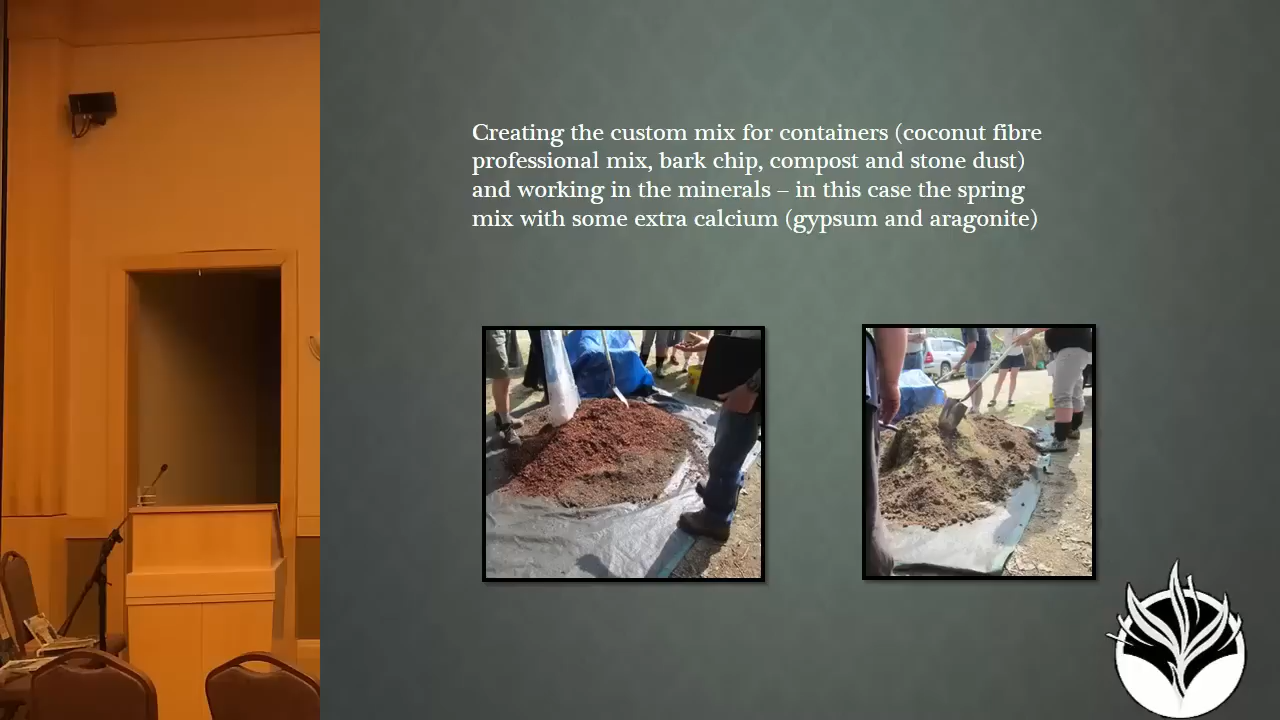 Creating the custom mix for containers (coconut fibre
professional mix, bark chip, compost and stone dust)
and working in the minerals – in this case the spring
mix with some extra calcium (gypsum and aragonite)